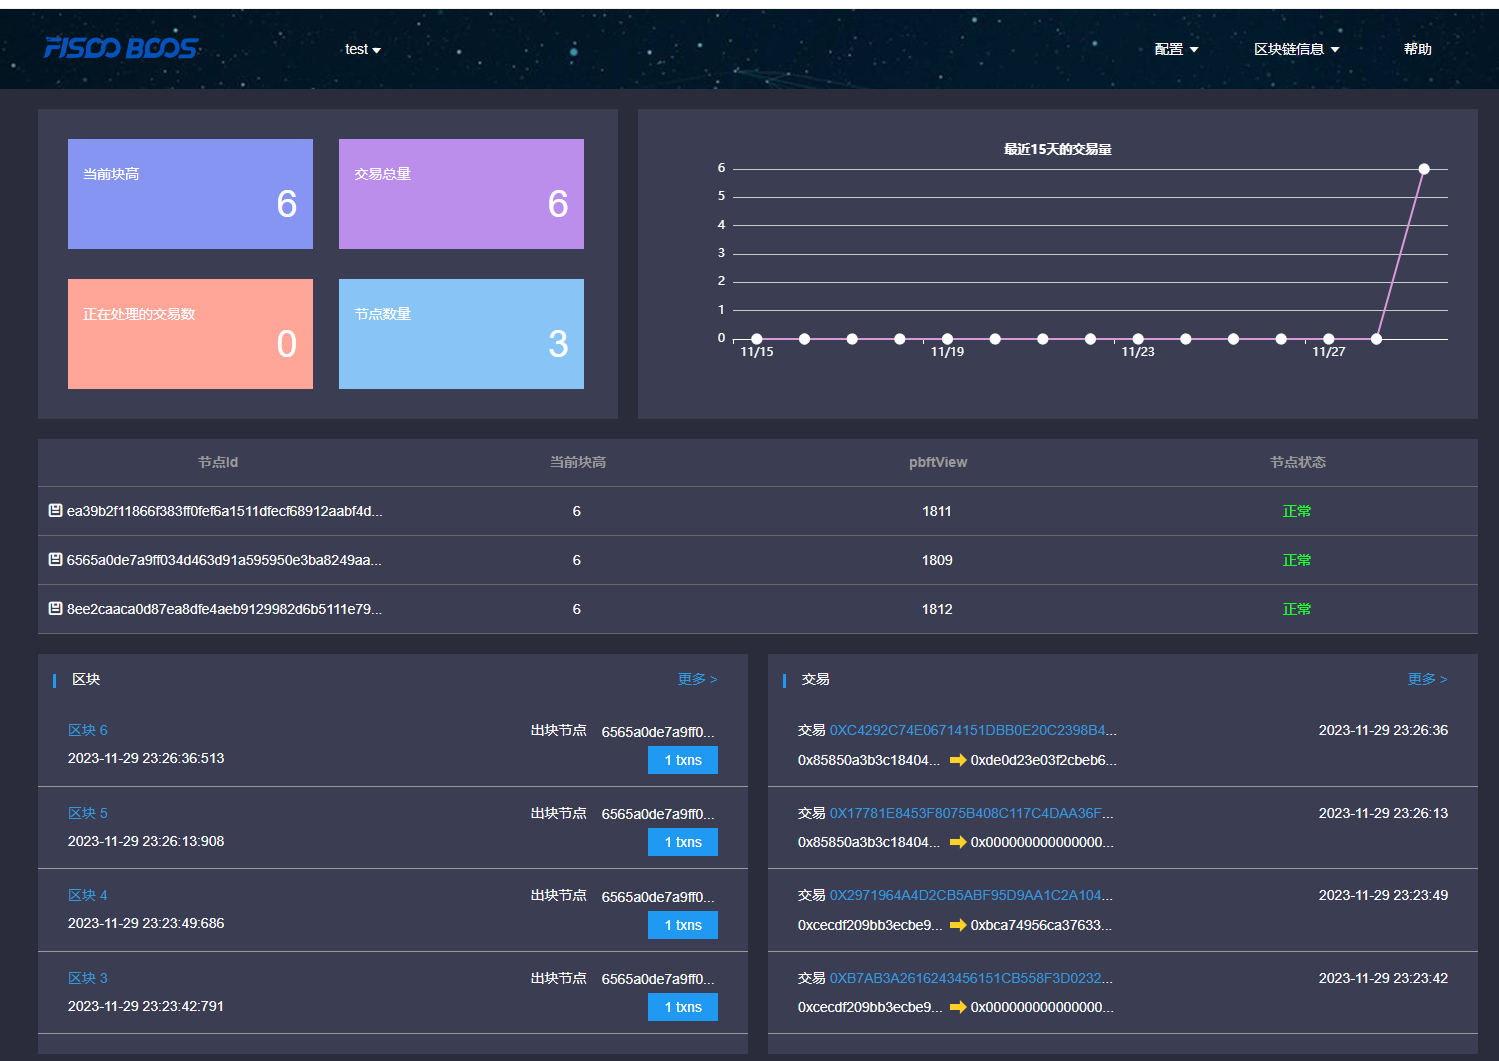 FISCO BCOS
test
配置
区块链信息
帮助
当前块高
6
交易总量
6
正在处理的交易数
0
节点数量
3
最近15天的交易量
6
5
4
3
2
1
0
11/15
11/19
11/23
11/27
节点Id 当前块高 pbftView 节点状态
ea39b2f11866f383ff0fef6a1511dfecf68912aabf4d... 6 1811 正常
6565a0de7a9ff034d463d91a595950e3ba8249aa... 6 1809 正常
8ee2caaca0d87ea8dfe4aeb9129982d6b5111e79... 6 1812 正常
区块 更多 >
区块 6 出块节点 6565a0de7a9ff0...
2023-11-29 23:26:36:513 1 txns
区块 5 出块节点 6565a0de7a9ff0...
2023-11-29 23:26:13:908 1 txns
区块 4 出块节点 6565a0de7a9ff0...
2023-11-29 23:23:49:686 1 txns
区块 3 出块节点 6565a0de7a9ff0...
2023-11-29 23:23:42:791 1 txns
交易 更多 >
交易 0XC4292C74E06714151DBB0E20C2398B4... 2023-11-29 23:26:36
0x85850a3b3c18404... 0xde0d23e03f2cbeb6...
交易 0X17781E8453F8075B408C117C4DAA36F... 2023-11-29 23:26:13
0x85850a3b3c18404... 0x000000000000000...
交易 0X2971964A4D2CB5ABF95D9AA1C2A104... 2023-11-29 23:23:49
0xcecdf209bb3ecbe9... 0xbca74956ca37633...
交易 0XB7AB3A2616243456151CB558F3D0232... 2023-11-29 23:23:42
0xcecdf209bb3ecbe9... 0x000000000000000...